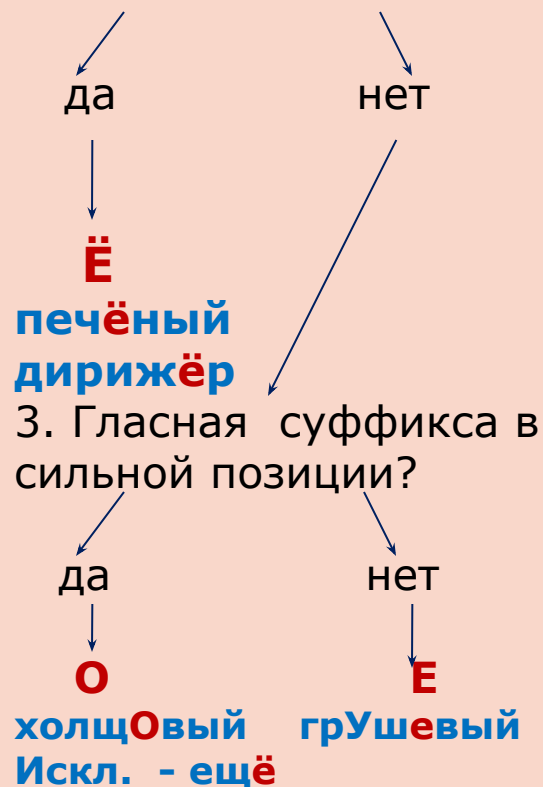 да нет
Ё
печёный
дирижёр
3. Гласная суффикса в
сильной позиции?
да нет
О Е
холщОвый грУшевый
Искл. - ещё